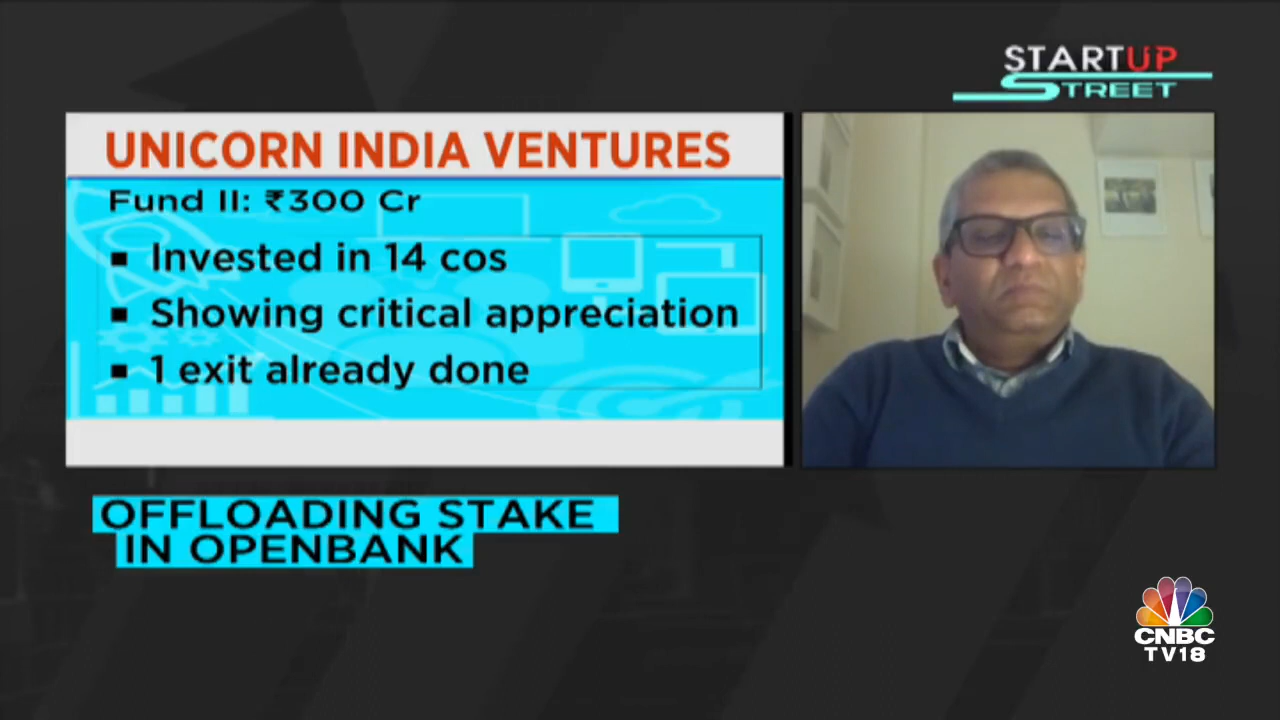 STARTUP
STREET
UNICORN INDIA VENTURES
Fund II: ₹300 Cr
▪ Invested in 14 cos
▪ Showing critical appreciation
▪ 1 exit already done
OFFLOADING STAKE
IN OPENBANK
CNBC
TV18